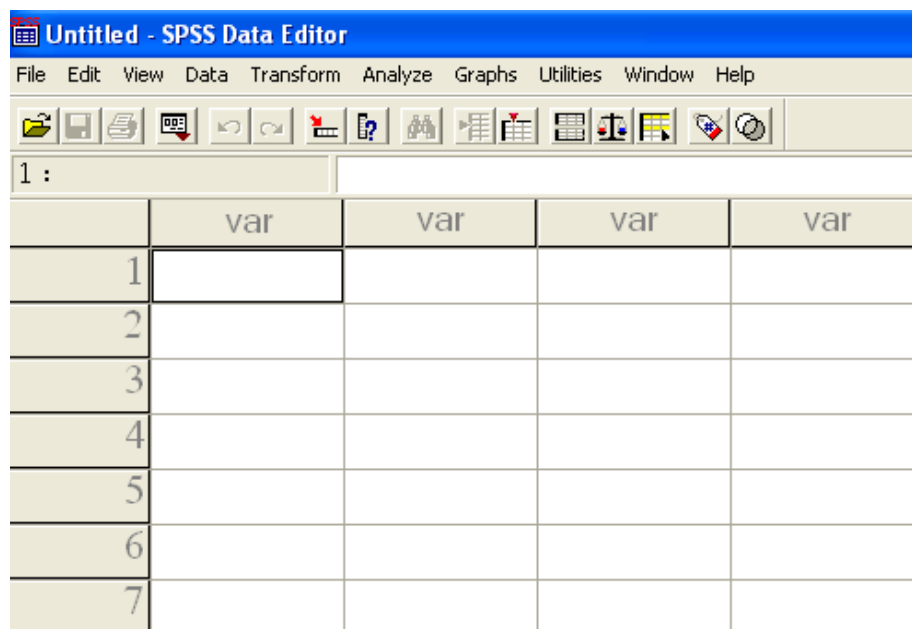 Untitled - SPSS Data Editor
File Edit View Data Transform Analyze Graphs Utilities Window Help
1 :
var var var var
1
2
3
4
5
6
7